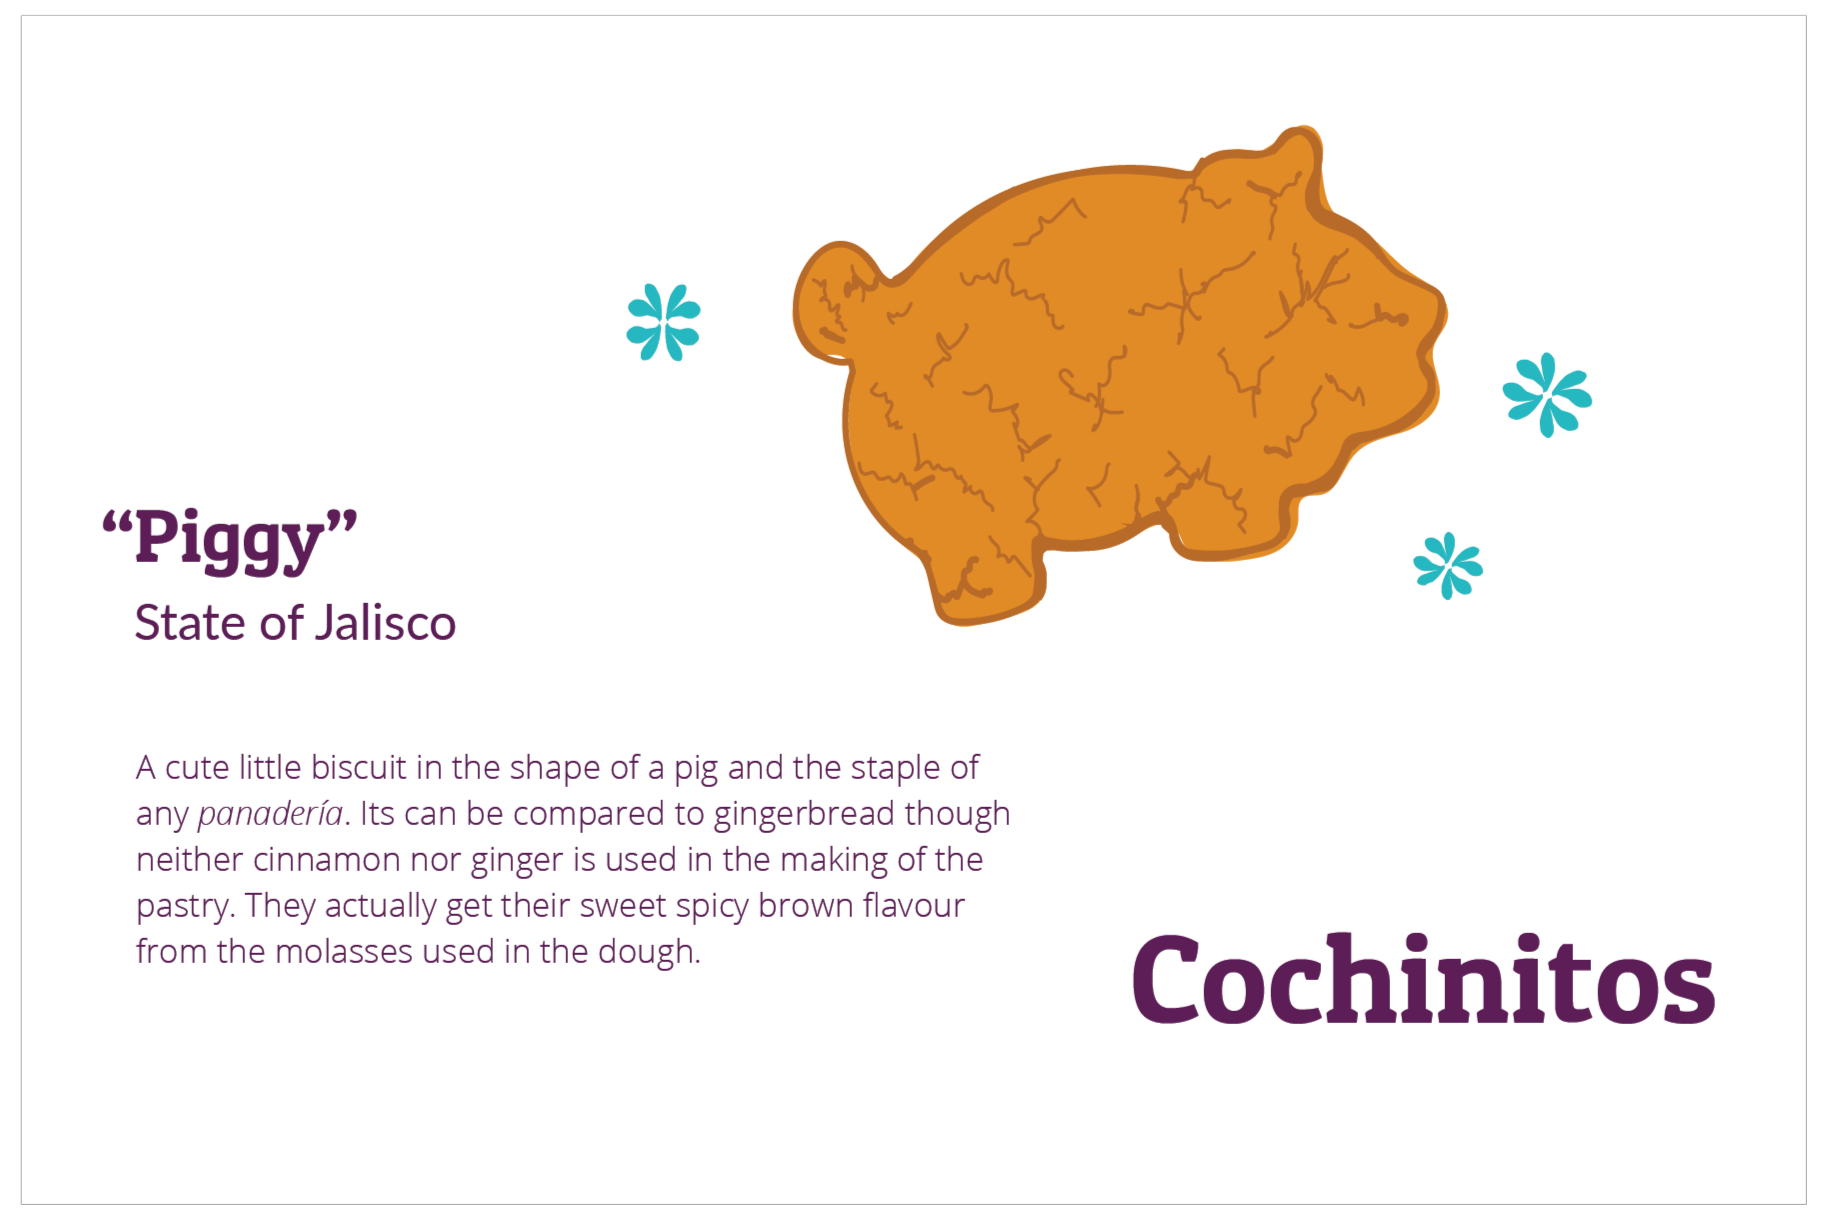 “Piggy”
State of Jalisco
A cute little biscuit in the shape of a pig and the staple of
any panadería. Its can be compared to gingerbread though
neither cinnamon nor ginger is used in the making of the
pastry. They actually get their sweet spicy brown flavour
from the molasses used in the dough.
Cochinitos